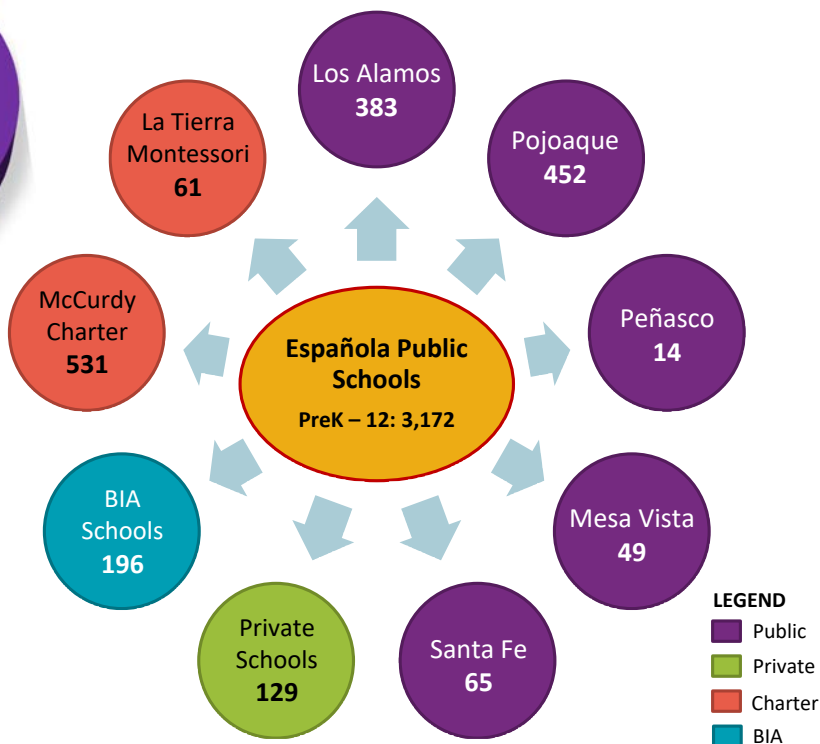 Los Alamos
383
Pojoaque
452
Peñasco
14
Mesa Vista
49
Santa Fe
65
Private
Schools
129
BIA
Schools
196
McCurdy
Charter
531
La Tierra
Montessori
61
Española Public
Schools
PreK – 12: 3,172
LEGEND
Public
Private
Charter
BIA